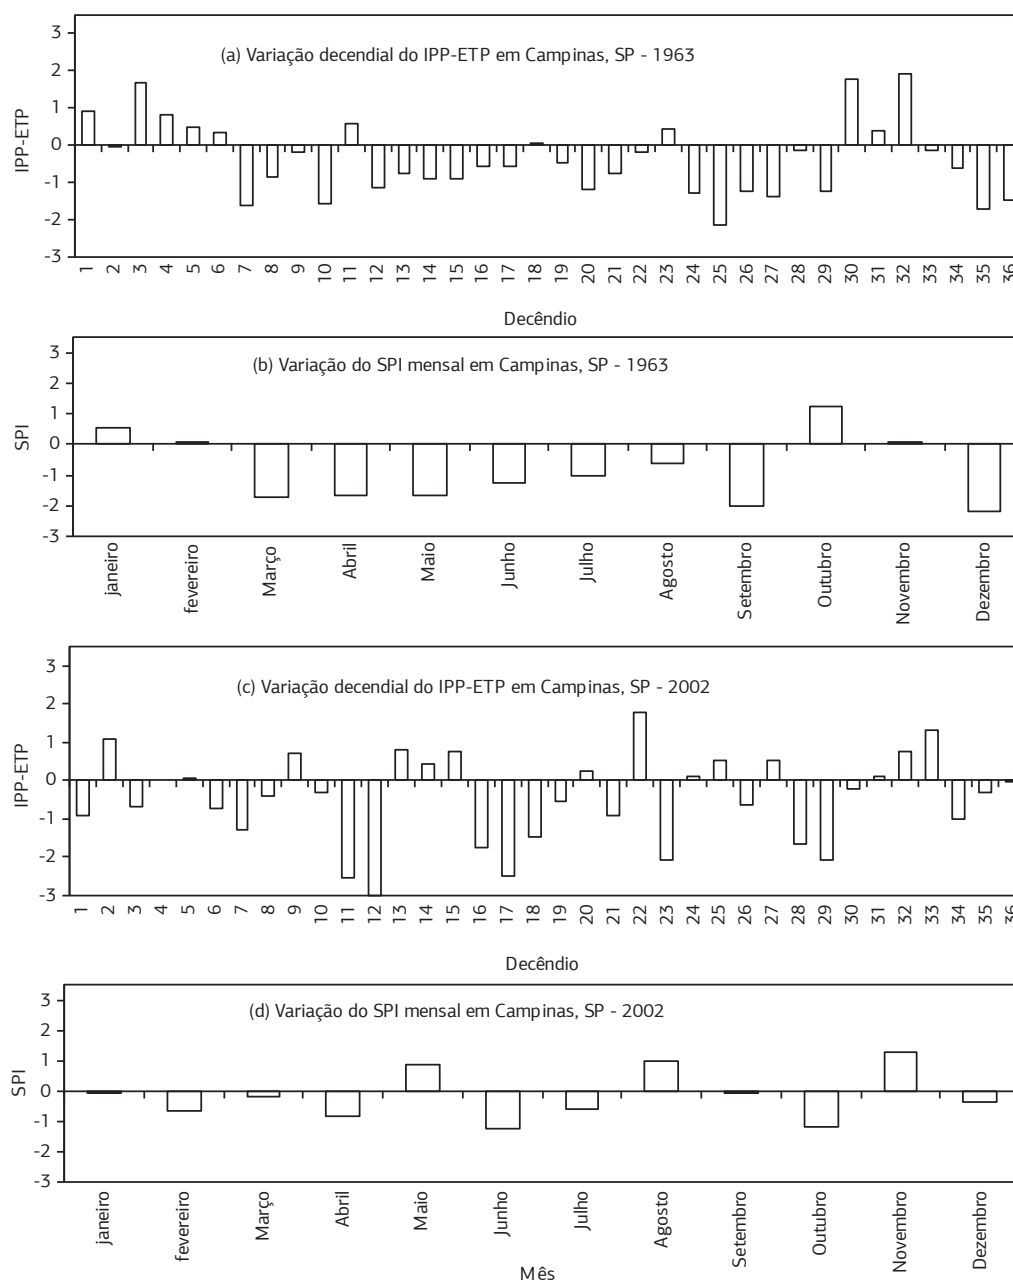 (a) Variação decendial do IPP-ETP em Campinas, SP - 1963
IPP-ETP
3
2
1
0
-1
-2
-3
1 2 3 4 5 6 7 8 9 10 11 12 13 14 15 16 17 18 19 20 21 22 23 24 25 26 27 28 29 30 31 32 33 34 35 36
Decêndio
(b) Variação do SPI mensal em Campinas, SP - 1963
SPI
3
2
1
0
-1
-2
-3
janeiro fevereiro Março Abril Maio Junho Julho Agosto Setembro Outubro Novembro Dezembro
(c) Variação decendial do IPP-ETP em Campinas, SP - 2002
IPP-ETP
3
2
1
0
-1
-2
-3
1 2 3 4 5 6 7 8 9 10 11 12 13 14 15 16 17 18 19 20 21 22 23 24 25 26 27 28 29 30 31 32 33 34 35 36
Decêndio
(d) Variação do SPI mensal em Campinas, SP - 2002
SPI
3
2
1
0
-1
-2
-3
janeiro fevereiro Março Abril Maio Junho Julho Agosto Setembro Outubro Novembro Dezembro
Mês